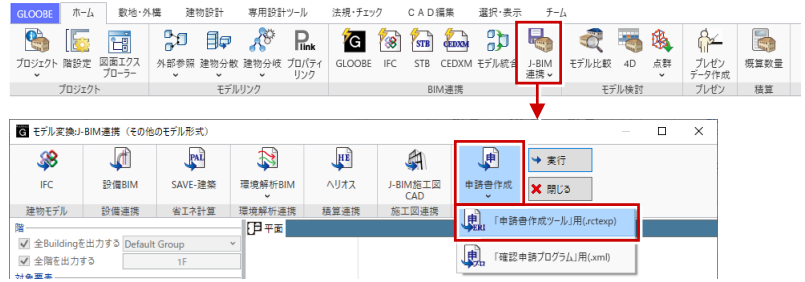 GLOOBE ホーム 敷地・外構 建物設計 専用設計ツール 法規・チェック CAD編集 選択・表示 チーム
プロジェクト 階設定 図面エクスプローラー 外部参照 建物分散 建物分岐 プロパティリンク GLOOBE IFC STB CEDXM モデル統合 J-BIM連携 モデル比較 4D 点群 プレゼンデータ作成 概算数量
プロジェクト モデルリンク BIM連携 モデル検討 プレゼン 積算
モデル変換:J-BIM連携（その他のモデル形式）
IFC 設備BIM SAVE-建築 環境解析BIM ヘリオス J-BIM施工図CAD 申請書作成 実行
閉じる
建物モデル 設備連携 省エネ計算 環境解析連携 積算連携 施工図連携
階 平面
全Buildingを出力する Default Group
全階を出力する 1F
対象要素
「申請書作成ツール」用(.rctexp)
「確認申請プログラム」用(.xml)